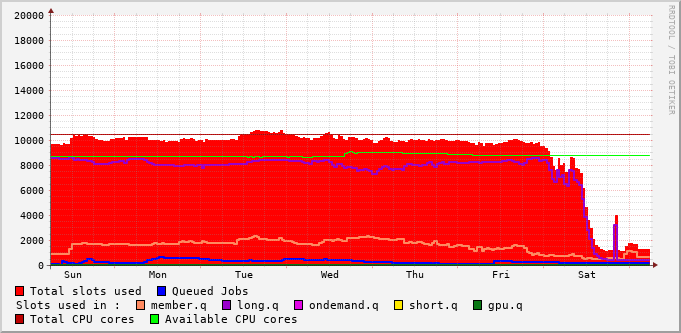 20000
18000
16000
14000
12000
10000
8000
6000
4000
2000
0
Sun Mon Tue Wed Thu Fri Sat
Total slots used Queued Jobs
Slots used in : member.q long.q ondemand.q short.q gpu.q
Total CPU cores Available CPU cores
RRDTOOL / TOBI OETIKER